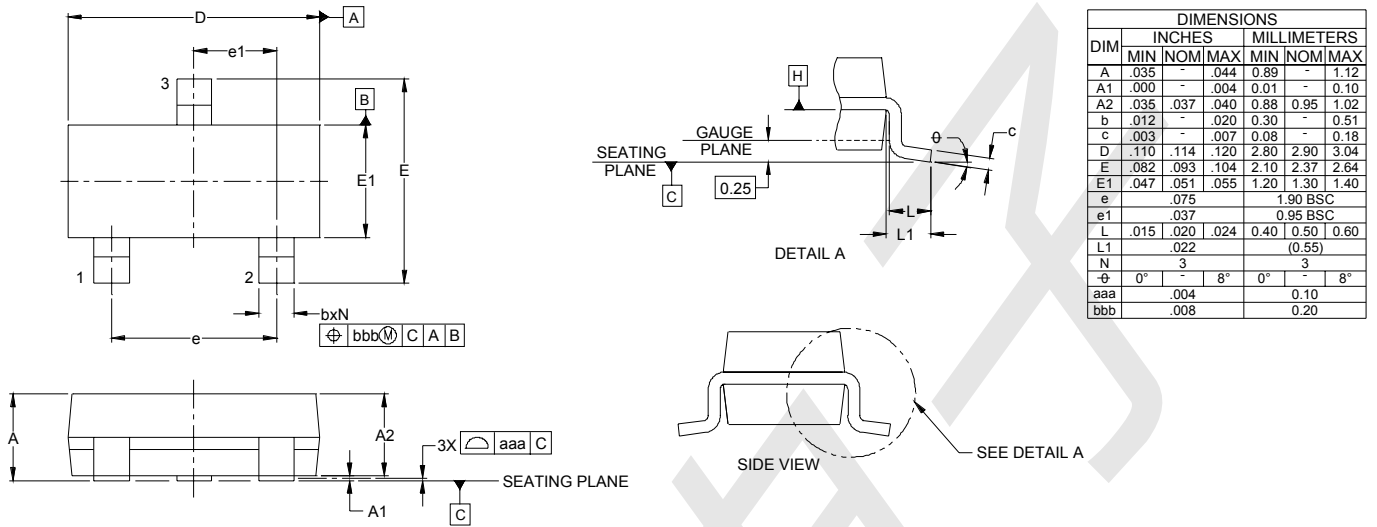 D
A
e1
3
B
E1
E
1
2
bxN
⌖ bbbⓂ C A B
e
A
A2
3X ⌓ aaa C
SEATING PLANE
A1
C
H
GAUGE
PLANE
SEATING
PLANE
C
0.25
θ
c
L
L1
DETAIL A
SIDE VIEW
SEE DETAIL A
DIMENSIONS
DIM INCHES MILLIMETERS
MIN NOM MAX MIN NOM MAX
A .035 - .044 0.89 - 1.12
A1 .000 - .004 0.01 - 0.10
A2 .035 .037 .040 0.88 0.95 1.02
b .012 - .020 0.30 - 0.51
c .003 - .007 0.08 - 0.18
D .110 .114 .120 2.80 2.90 3.04
E .082 .093 .104 2.10 2.37 2.64
E1 .047 .051 .055 1.20 1.30 1.40
e .075 1.90 BSC
e1 .037 0.95 BSC
L .015 .020 .024 0.40 0.50 0.60
L1 .022 (0.55)
N 3 3
θ 0° - 8° 0° - 8°
aaa .004 0.10
bbb .008 0.20